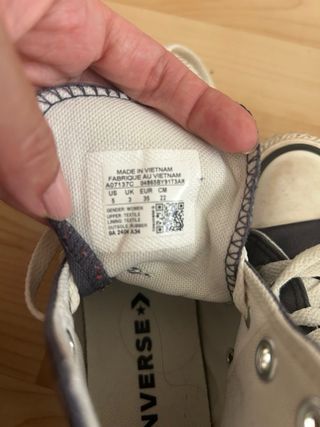 MADE IN VIETNAM
FABRIQUE AU VIETNAM
A07137C
US UK EUR CM
5 3 35 22
GENDER WOMEN
UPPER TEXTILE
LINING TEXTILE
OUTSOLE RUBBER
CONVERSE